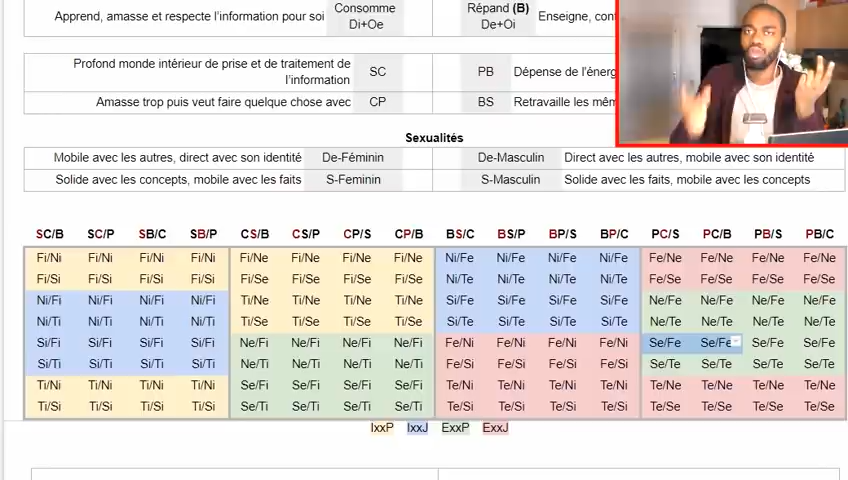 Apprend, amasse et respecte l'information pour soi Consomme Di+Oe Répand (B) De+Oi Enseigne,
Profond monde intérieur de prise et de traitement de l'information SC PB Dépense de
Amasse trop puis veut faire quelque chose avec CP BS Retravaille les
Sexualités
Mobile avec les autres, direct avec son identité De-Féminin De-Masculin Direct avec les autres, mobile avec son identité
Solide avec les concepts, mobile avec les faits S-Feminin S-Masculin Solide avec les faits, mobile avec les concepts
SC/B SC/P SB/C SB/P CS/B CS/P CP/S CP/B BS/C BS/P BP/S BP/C PC/S PC/B PB/S PB/C
Fi/Ni Fi/Ni Fi/Ni Fi/Ni Fi/Ne Fi/Ne Fi/Ne Fi/Ne Ni/Fe Ni/Fe Ni/Fe Ni/Fe Fe/Ne Fe/Ne Fe/Ne Fe/Ne
Fi/Si Fi/Si Fi/Si Fi/Si Fi/Se Fi/Se Fi/Se Fi/Se Ni/Te Ni/Te Ni/Te Ni/Te Fe/Se Fe/Se Fe/Se Fe/Se
Ni/Fi Ni/Fi Ni/Fi Ni/Fi Ti/Ne Ti/Ne Ti/Ne Ti/Ne Si/Fe Si/Fe Si/Fe Si/Fe Ne/Fe Ne/Fe Ne/Fe Ne/Fe
Ni/Ti Ni/Ti Ni/Ti Ni/Ti Ti/Se Ti/Se Ti/Se Ti/Se Si/Te Si/Te Si/Te Si/Te Ne/Te Ne/Te Ne/Te Ne/Te
Si/Fi Si/Fi Si/Fi Si/Fi Ne/Fi Ne/Fi Ne/Fi Ne/Fi Fe/Ni Fe/Ni Fe/Ni Fe/Ni Se/Fe Se/Fe Se/Fe Se/Fe
Si/Ti Si/Ti Si/Ti Si/Ti Ne/Ti Ne/Ti Ne/Ti Ne/Ti Fe/Si Fe/Si Fe/Si Fe/Si Se/Te Se/Te Se/Te Se/Te
Ti/Ni Ti/Ni Ti/Ni Ti/Ni Se/Fi Se/Fi Se/Fi Se/Fi Te/Ni Te/Ni Te/Ni Te/Ni Te/Ne Te/Ne Te/Ne Te/Ne
Ti/Si Ti/Si Ti/Si Ti/Si Se/Ti Se/Ti Se/Ti Se/Ti Te/Si Te/Si Te/Si Te/Si Te/Se Te/Se Te/Se Te/Se
IxxP IxxJ ExxP ExxJ